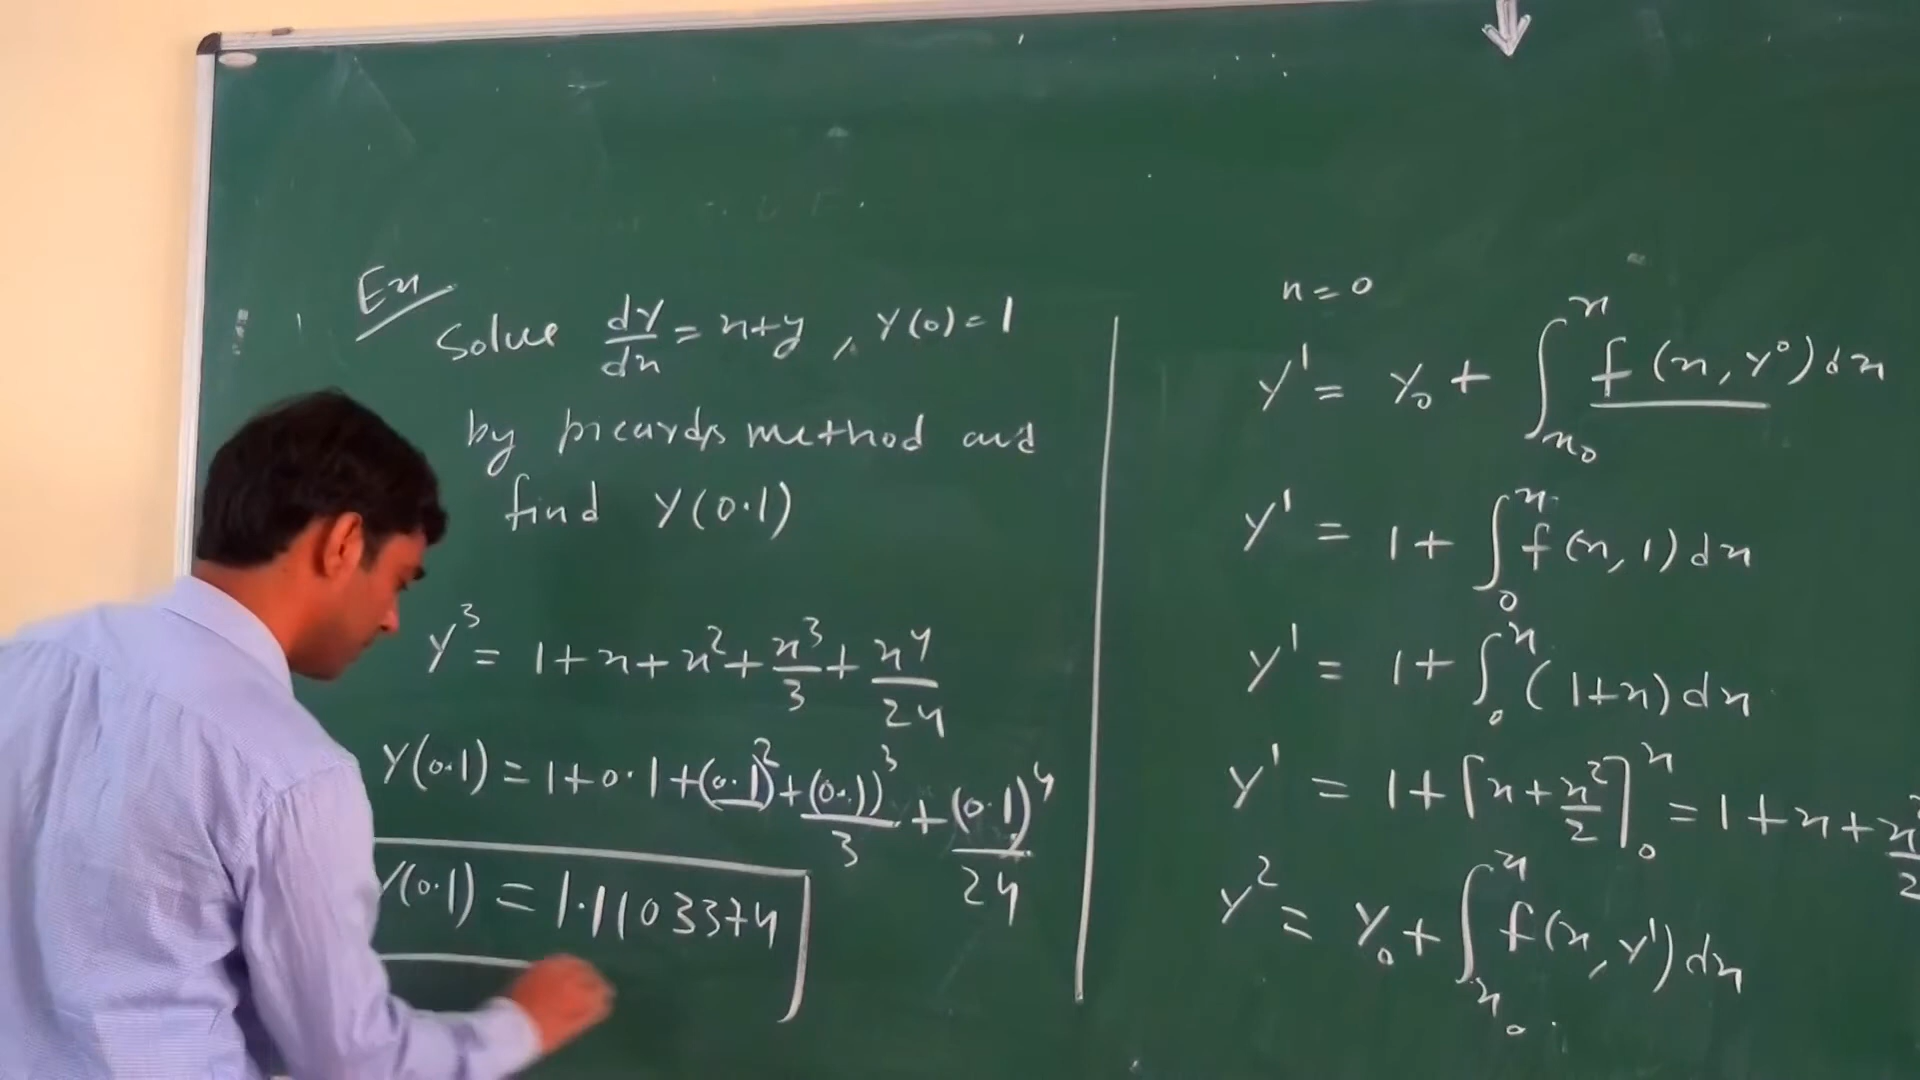 Ex
Solve dy/dx = x+y , y(0) = 1
by picards method and
find y(0.1)
y³ = 1 + x + x² + x³/3 + x⁴/24
y(0.1) = 1 + 0.1 + (0.1)² + (0.1)³/3 + (0.1)⁴/24
y(0.1) = 1.1103374
n = 0
y¹ = y₀ + ∫ₓ₀ˣ f(x, y⁰) dx
y¹ = 1 + ∫₀ˣ f(x, 1) dx
y¹ = 1 + ∫₀ˣ (1+x) dx
y¹ = 1 + [x + x²/2]₀ˣ = 1 + x + x²/2
y² = y₀ + ∫ₓ₀ˣ f(x, y¹) dx